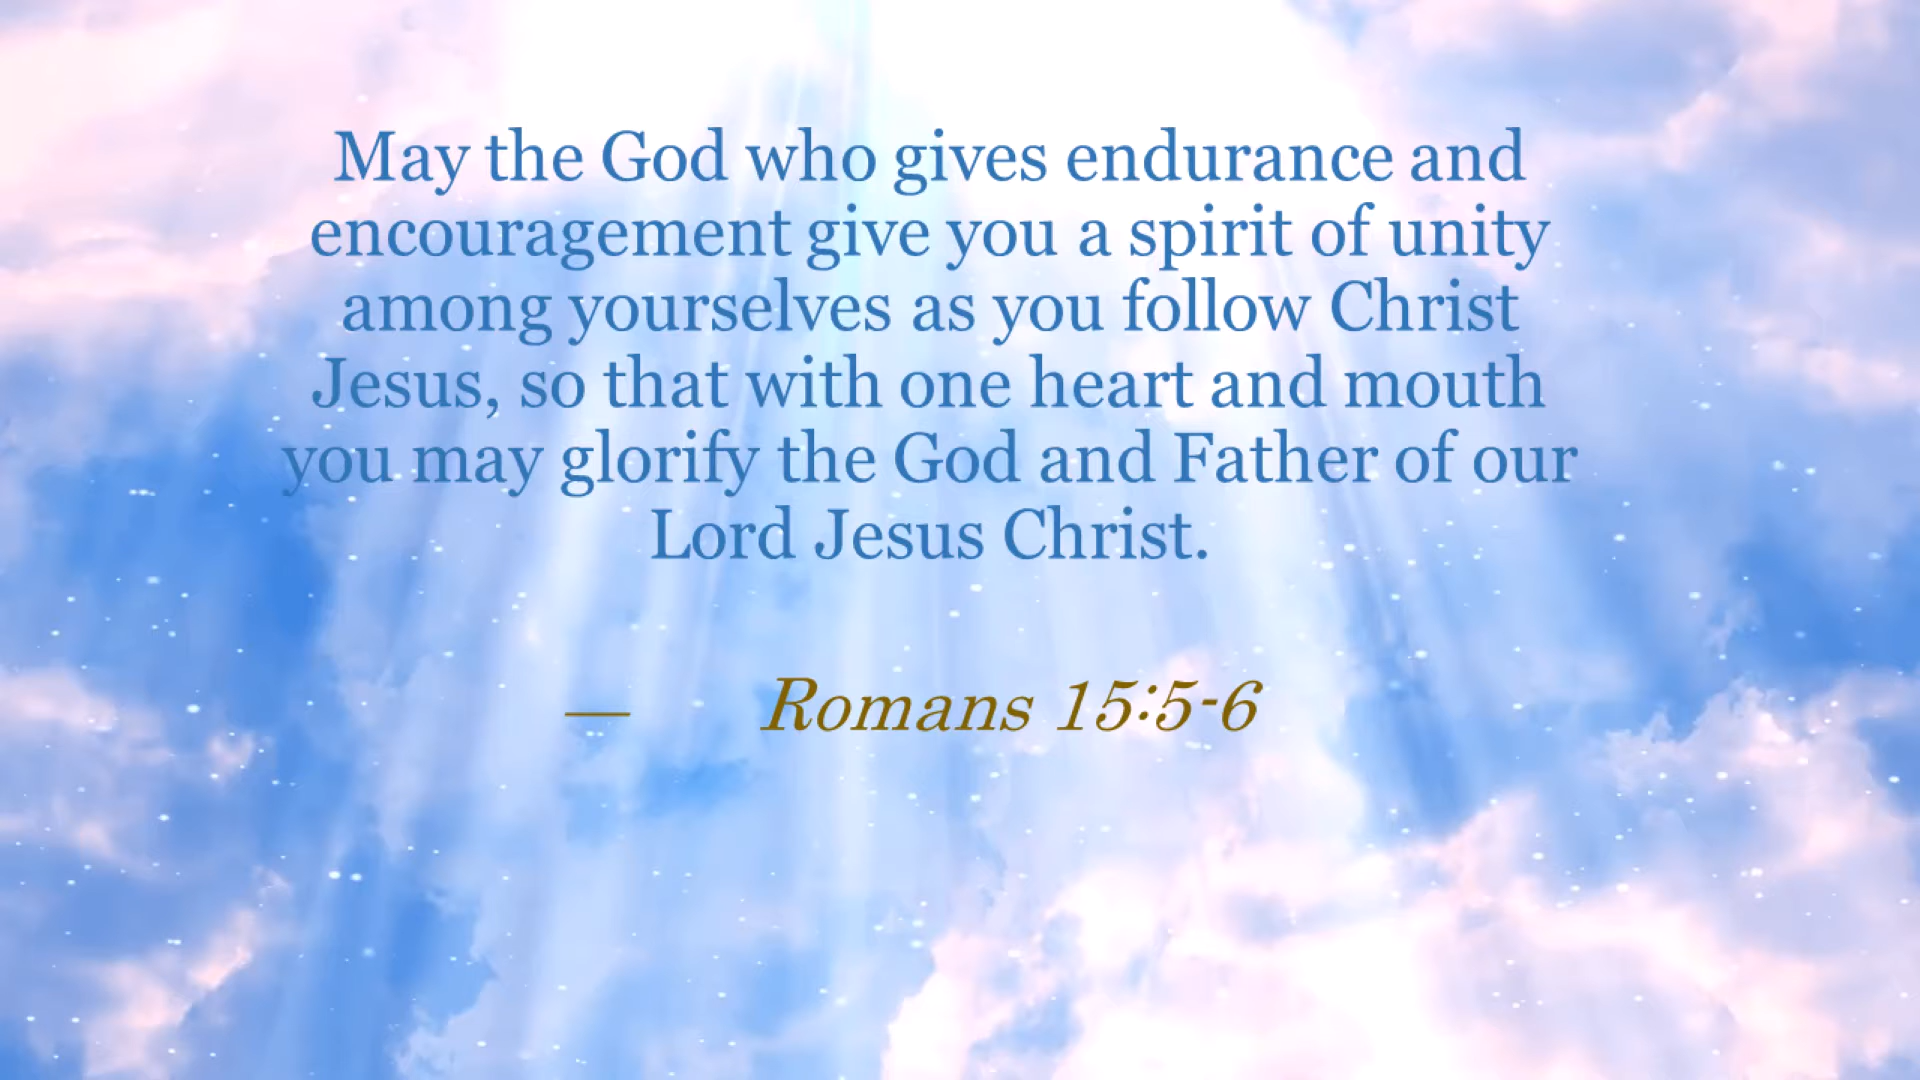 May the God who gives endurance and
encouragement give you a spirit of unity
among yourselves as you follow Christ
Jesus, so that with one heart and mouth
you may glorify the God and Father of our
Lord Jesus Christ.
— Romans 15:5-6